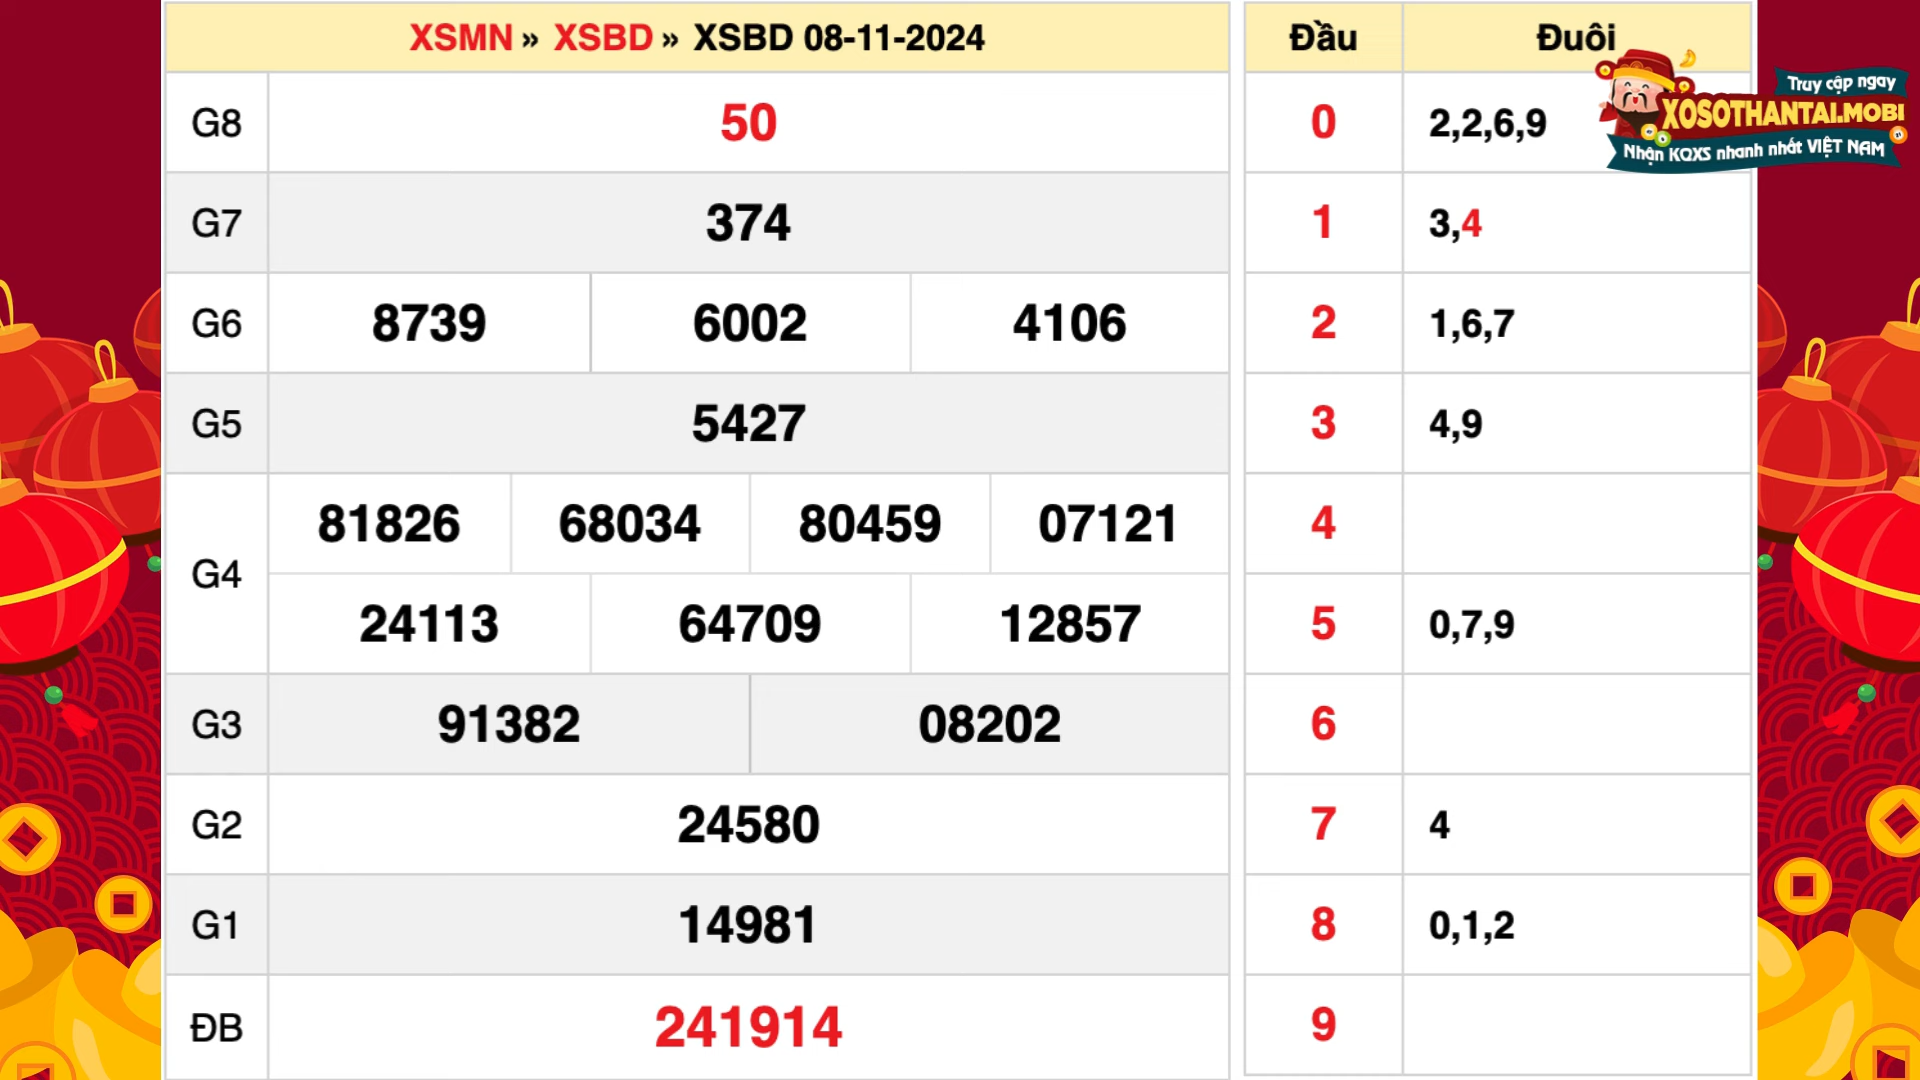 XSMN » XSBD » XSBD 08-11-2024
G8 50
G7 374
G6 8739 6002 4106
G5 5427
G4 81826 68034 80459 07121
24113 64709 12857
G3 91382 08202
G2 24580
G1 14981
ĐB 241914
Đầu Đuôi
0 2,2,6,9
1 3,4
2 1,6,7
3 4,9
4
5 0,7,9
6
7 4
8 0,1,2
9
Truy cập ngay
XOSOTHANTAI.MOBI
Nhận KQXS nhanh nhất VIỆT NAM